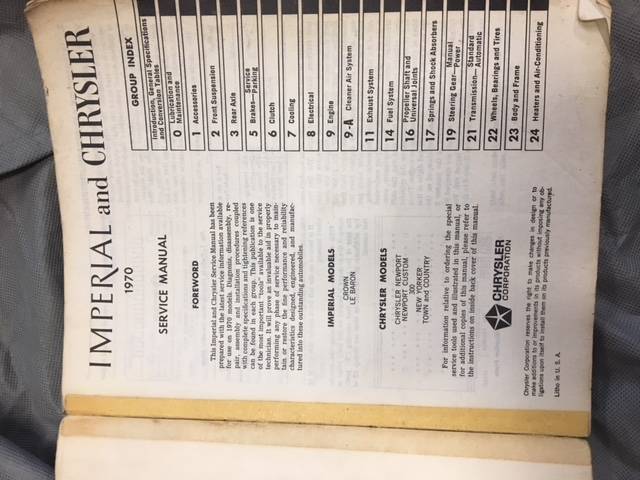 IMPERIAL and CHRYSLER
1970
SERVICE MANUAL
FOREWORD
This Imperial and Chrysler Service Manual has been
prepared with the latest service information available
for use on 1970 models. Diagnosis, disassembly, re-
pair, assembly and installation procedures coupled
with complete specifications and tightening references
can be found in each group. This publication is one
of the most important "tools" available to the service
technician. It will prove an invaluable aid in properly
performing any phase of service necessary to main-
tain or restore the fine performance and reliability
characteristics designed, engineered, and manufac-
tured into these outstanding automobiles.
IMPERIAL MODELS
CROWN
LE BARON
CHRYSLER MODELS
CHRYSLER NEWPORT
NEWPORT CUSTOM
300
NEW YORKER
TOWN and COUNTRY
For information relative to ordering the special
service tools used and illustrated in this manual, or
for additional copies of this manual, please refer to
the instructions on inside back cover of this manual.
CHRYSLER
CORPORATION
Chrysler Corporation reserves the right to make changes in design or to
make additions to or improvements in its products without imposing any ob-
ligations upon itself to install them on its products previously manufactured.
Litho in U. S. A.
GROUP INDEX
Introduction, General Specifications
and Conversion Tables
0 Lubrication and
Maintenance
1 Accessories
2 Front Suspension
3 Rear Axle
5 Brakes—Service
—Parking
6 Clutch
7 Cooling
8 Electrical
9 Engine
9-A Cleaner Air System
11 Exhaust System
14 Fuel System
16 Propeller Shaft and
Universal Joints
17 Springs and Shock Absorbers
19 Steering Gear—Manual
—Power
21 Transmission—Standard
—Automatic
22 Wheels, Bearings and Tires
23 Body and Frame
24 Heaters and Air-Conditioning